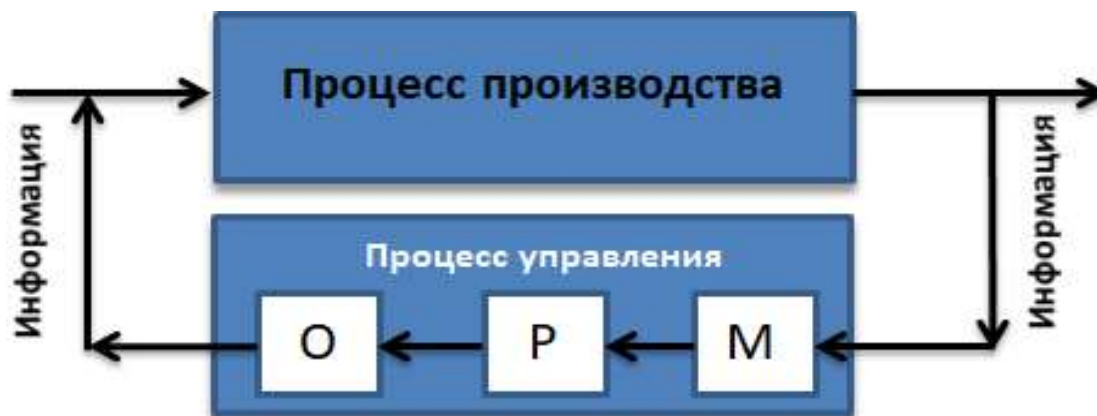 Процесс производства
Информация
Информация
Процесс управления
О
Р
М